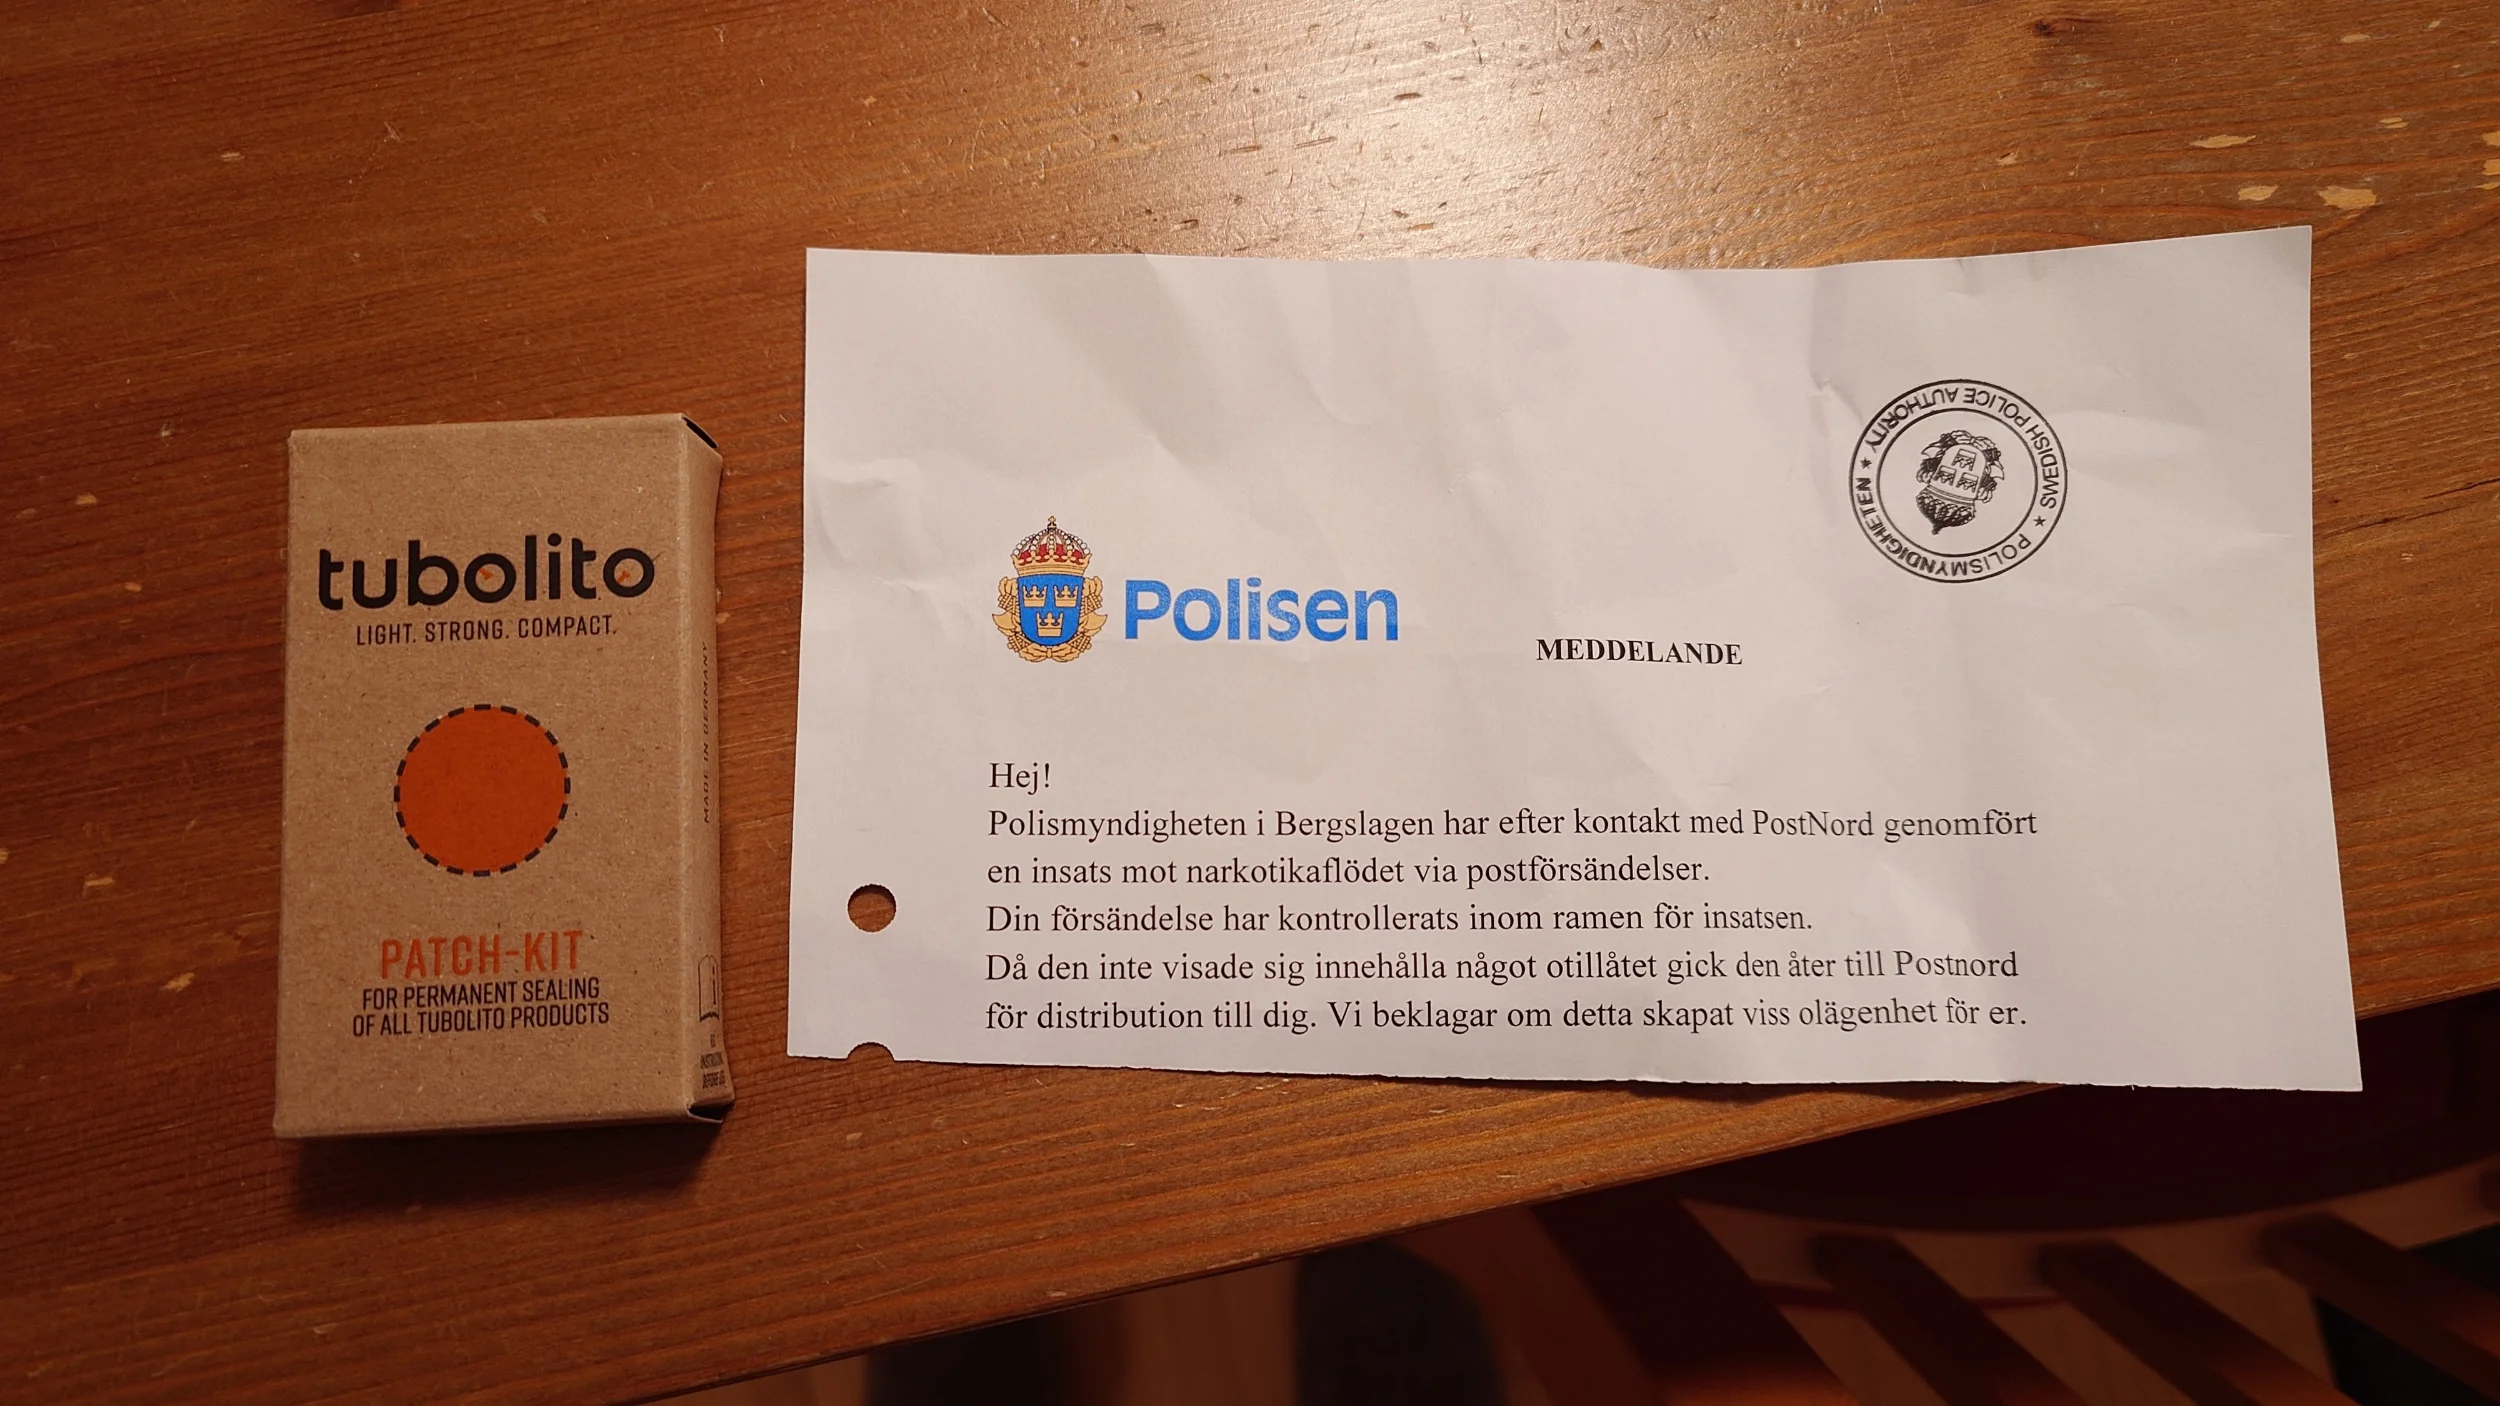 tubolito
LIGHT. STRONG. COMPACT.
PATCH-KIT
FOR PERMANENT SEALING
OF ALL TUBOLITO PRODUCTS
MADE IN GERMANY
Polisen
MEDDELANDE
POLISMYNDIGHETEN ★ SWEDISH POLICE AUTHORITY ★
Hej!
Polismyndigheten i Bergslagen har efter kontakt med PostNord genomfört
en insats mot narkotikaflödet via postförsändelser.
Din försändelse har kontrollerats inom ramen för insatsen.
Då den inte visade sig innehålla något otillåtet gick den åter till Postnord
för distribution till dig. Vi beklagar om detta skapat viss olägenhet för er.